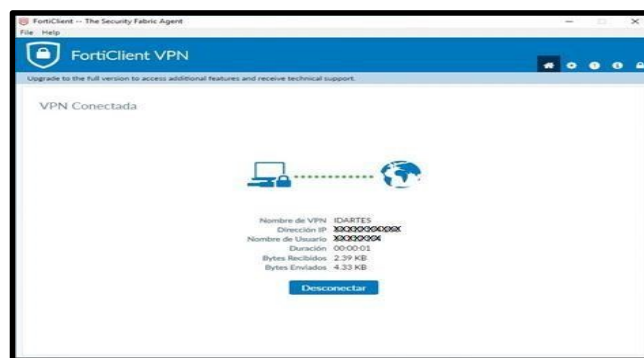 FortiClient -- The Security Fabric Agent
File Help
FortiClient VPN
Upgrade to the full version to access additional features and receive technical support.
VPN Conectada
Nombre de VPN IDARTES
Dirección IP XXXXXXXXXX
Nombre de Usuario XXXXXXX
Duración 00:00:01
Bytes Recibidos 2.39 KB
Bytes Enviados 4.33 KB
Desconectar